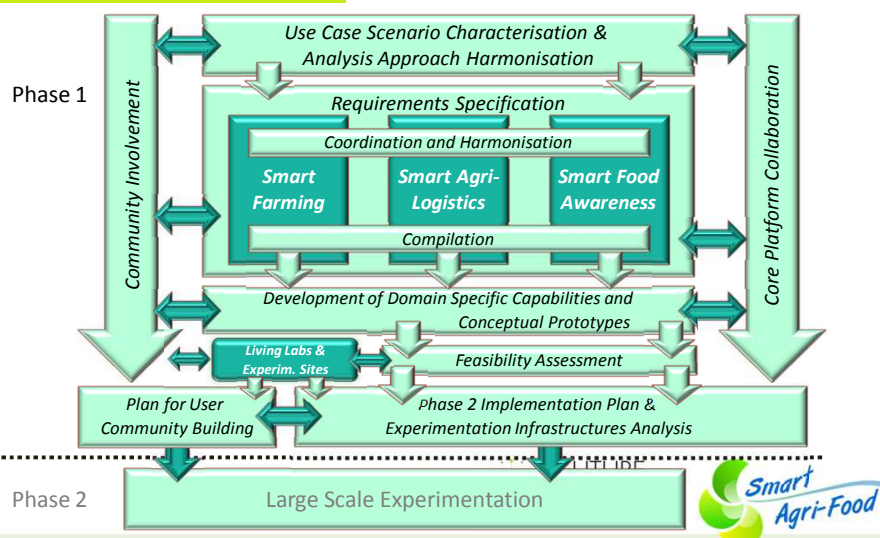 Use Case Scenario Characterisation &
Analysis Approach Harmonisation
Phase 1
Community Involvement
Core Platform Collaboration
Requirements Specification
Coordination and Harmonisation
Smart
Farming
Smart Agri-
Logistics
Smart Food
Awareness
Compilation
Development of Domain Specific Capabilities and
Conceptual Prototypes
Living Labs &
Experim. Sites
Feasibility Assessment
Plan for User
Community Building
Phase 2 Implementation Plan &
Experimentation Infrastructures Analysis
Phase 2
Large Scale Experimentation
Smart
Agri-Food